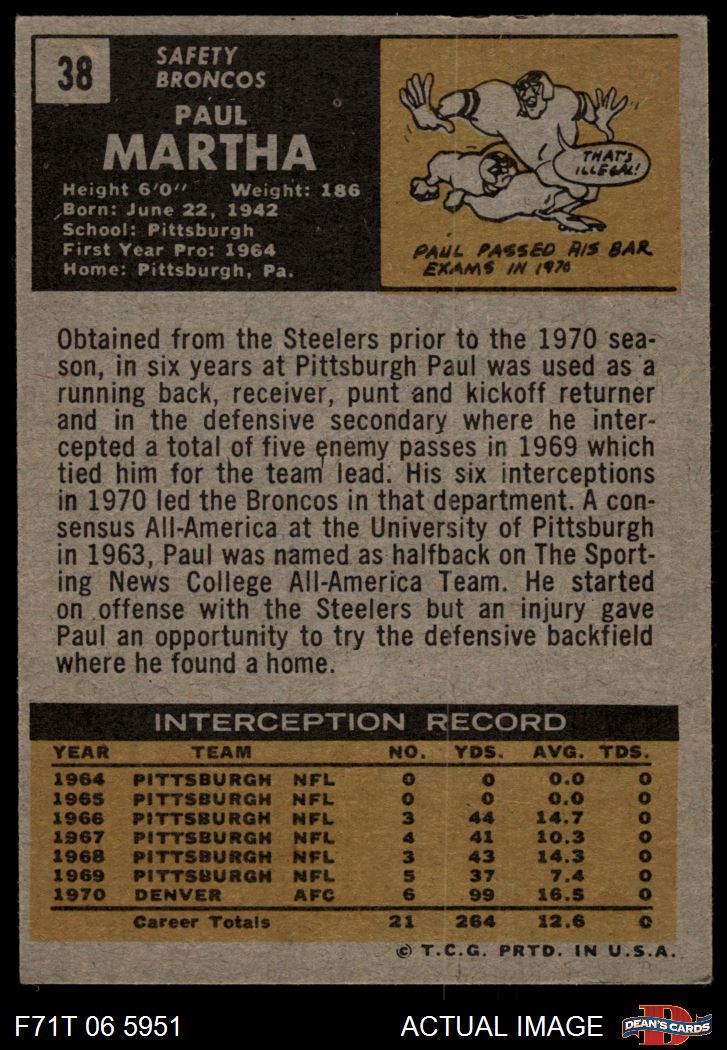 38
SAFETY
BRONCOS
PAUL
MARTHA
Height 6'0" Weight: 186
Born: June 22, 1942
School: Pittsburgh
First Year Pro: 1964
Home: Pittsburgh, Pa.
THAT'S
ILLEGAL!
PAUL PASSED HIS BAR
EXAMS IN 1970
Obtained from the Steelers prior to the 1970 sea-
son, in six years at Pittsburgh Paul was used as a
running back, receiver, punt and kickoff returner
and in the defensive secondary where he inter-
cepted a total of five enemy passes in 1969 which
tied him for the team lead. His six interceptions
in 1970 led the Broncos in that department. A con-
sensus All-America at the University of Pittsburgh
in 1963, Paul was named as halfback on The Sport-
ing News College All-America Team. He started
on offense with the Steelers but an injury gave
Paul an opportunity to try the defensive backfield
where he found a home.
INTERCEPTION RECORD
YEAR TEAM NO. YDS. AVG. TDS.
1964 PITTSBURGH NFL 0 0 0.0 0
1965 PITTSBURGH NFL 0 0 0.0 0
1966 PITTSBURGH NFL 3 44 14.7 0
1967 PITTSBURGH NFL 4 41 10.3 0
1968 PITTSBURGH NFL 3 43 14.3 0
1969 PITTSBURGH NFL 5 37 7.4 0
1970 DENVER AFC 6 99 16.5 0
Career Totals 21 264 12.6 0
© T.C.G. PRTD. IN U.S.A.
F71T 06 5951 ACTUAL IMAGE
D
DEAN'S CARDS